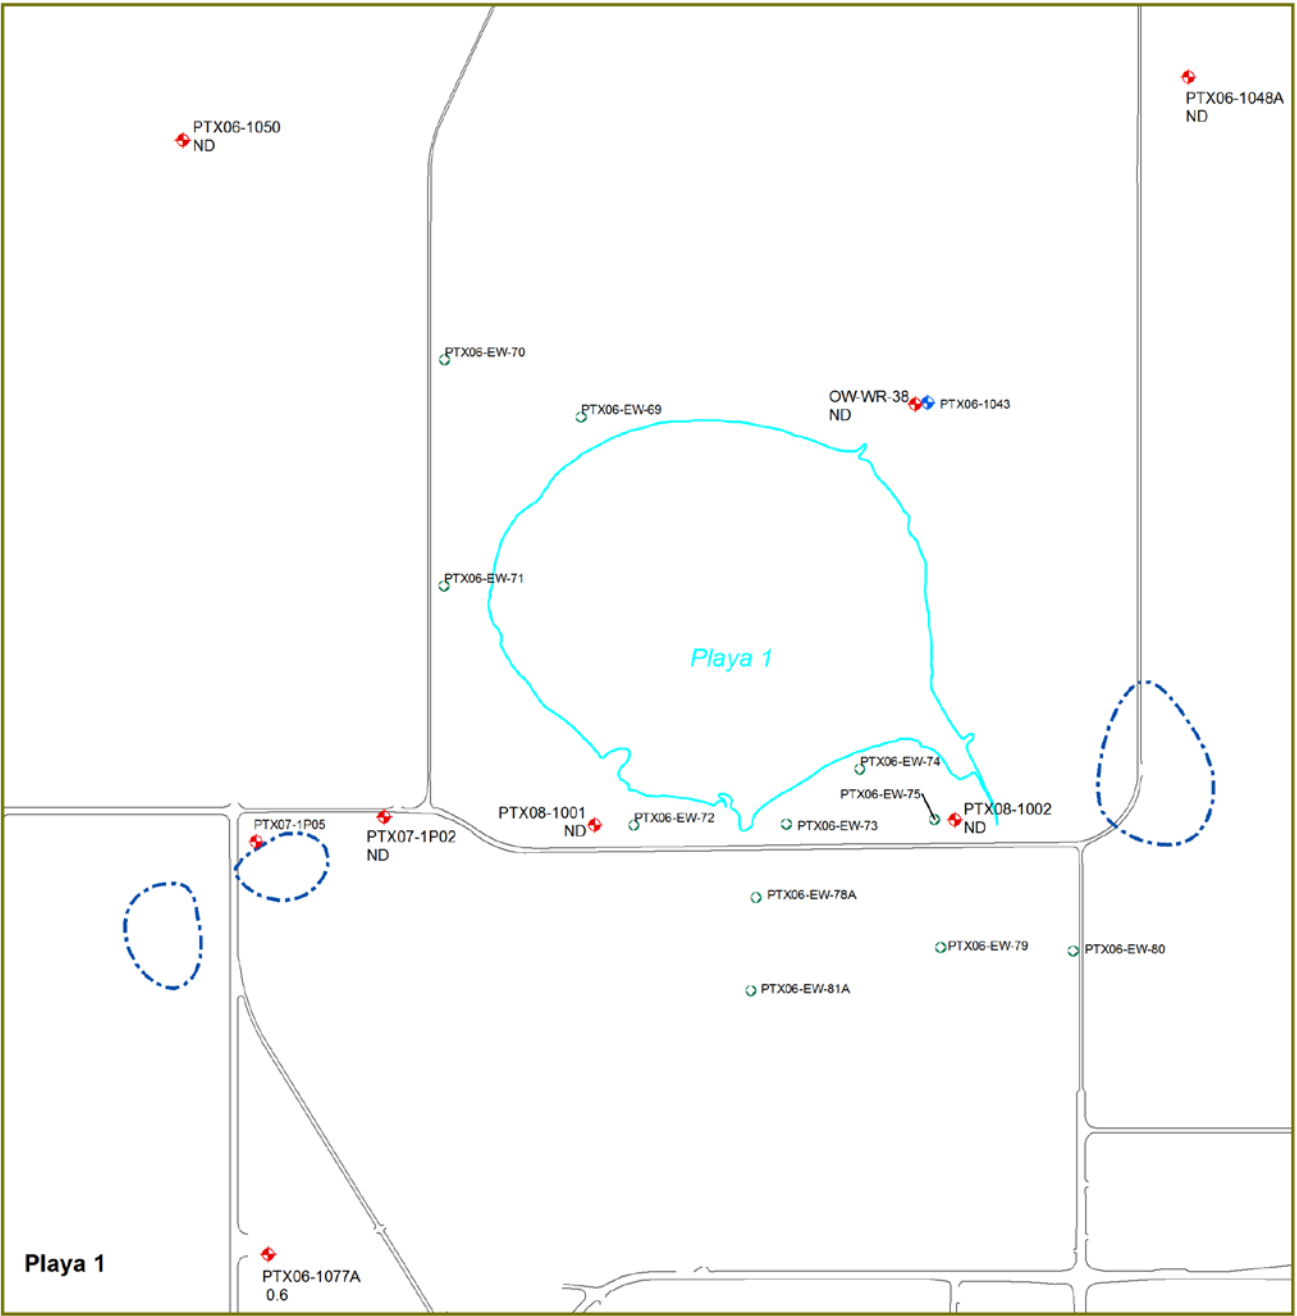 PTX06-1048A
ND
PTX06-1050
ND
PTX06-EW-70
OW-WR-38
ND
PTX06-1043
PTX06-EW-69
PTX06-EW-71
Playa 1
PTX06-EW-74
PTX06-EW-75
PTX08-1001
ND
PTX06-EW-72
PTX06-EW-73
PTX08-1002
ND
PTX07-1P05
PTX07-1P02
ND
PTX06-EW-78A
PTX06-EW-79
PTX06-EW-80
PTX06-EW-81A
Playa 1
PTX06-1077A
0.6